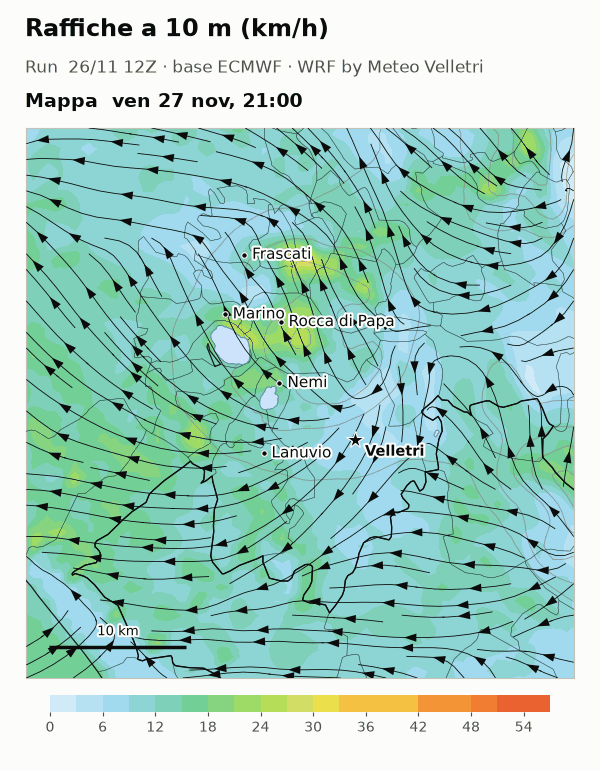 Raffiche a 10 m (km/h)
Run 26/11 12Z · base ECMWF · WRF by Meteo Velletri
Mappa ven 27 nov, 21:00
Frascati
Marino
Rocca di Papa
Nemi
Lanuvio
Velletri
10 km
0 6 12 18 24 30 36 42 48 54